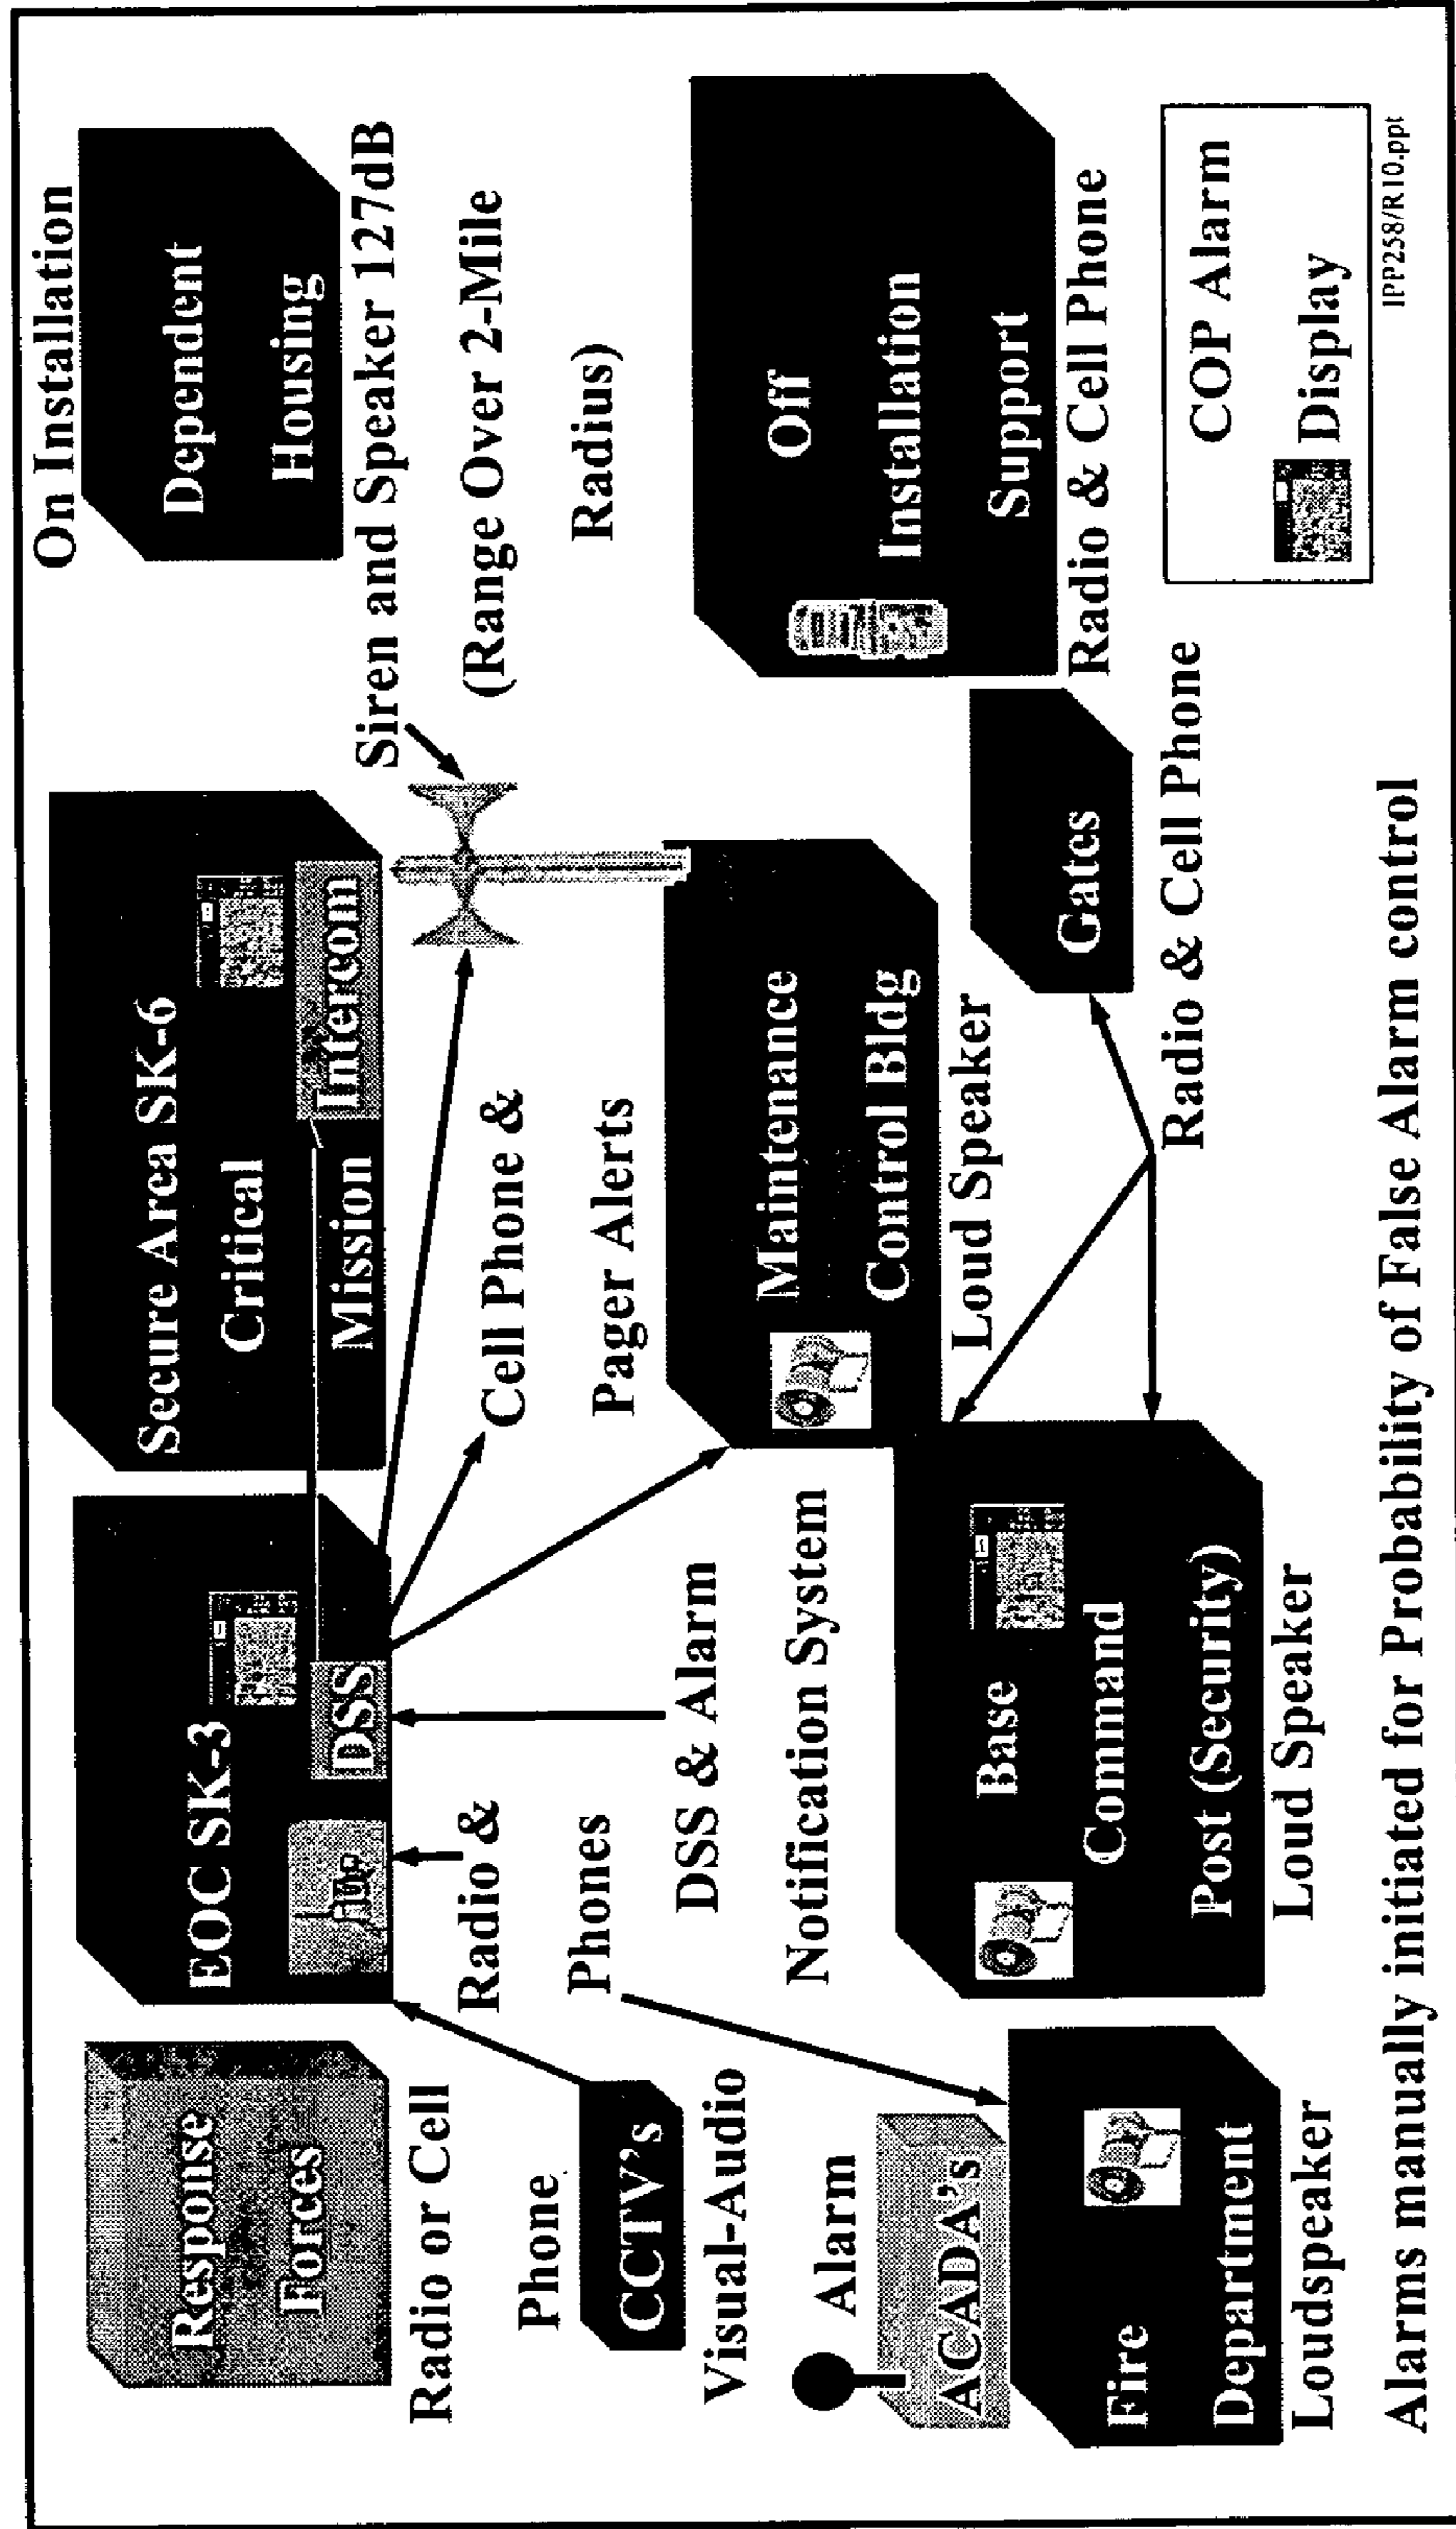 On Installation
Response
Forces
Radio or Cell
Phone
EOC SK-3
DSS
Radio &
Phones
Secure Area SK-6
Critical
Mission
Intercom
Dependent
Housing
Siren and Speaker 127dB
(Range Over 2-Mile
Radius)
CCTV's
Visual-Audio
DSS & Alarm
Notification System
Cell Phone &
Pager Alerts
Alarm
ACADA's
Fire
Department
Loudspeaker
Base
Command
Post (Security)
Loud Speaker
Maintenance
Control Bldg
Loud Speaker
Gates
Radio & Cell Phone
Off
Installation
Support
Radio & Cell Phone
COP Alarm
Display
IPP258/R10.ppt
Alarms manually initiated for Probability of False Alarm control